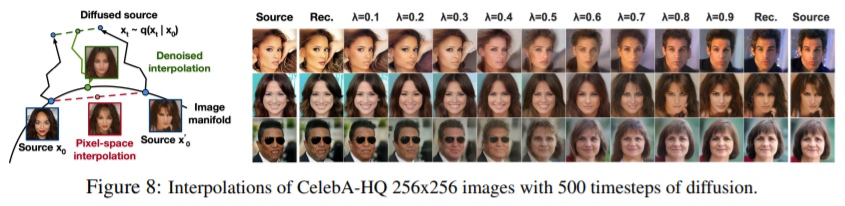 Diffused source
xt ~ q(xt | x0)
Denoised
interpolation
Image
manifold
Source x0
Pixel-space
interpolation
Source x'0
Source Rec. λ=0.1 λ=0.2 λ=0.3 λ=0.4 λ=0.5 λ=0.6 λ=0.7 λ=0.8 λ=0.9 Rec. Source
Figure 8: Interpolations of CelebA-HQ 256x256 images with 500 timesteps of diffusion.